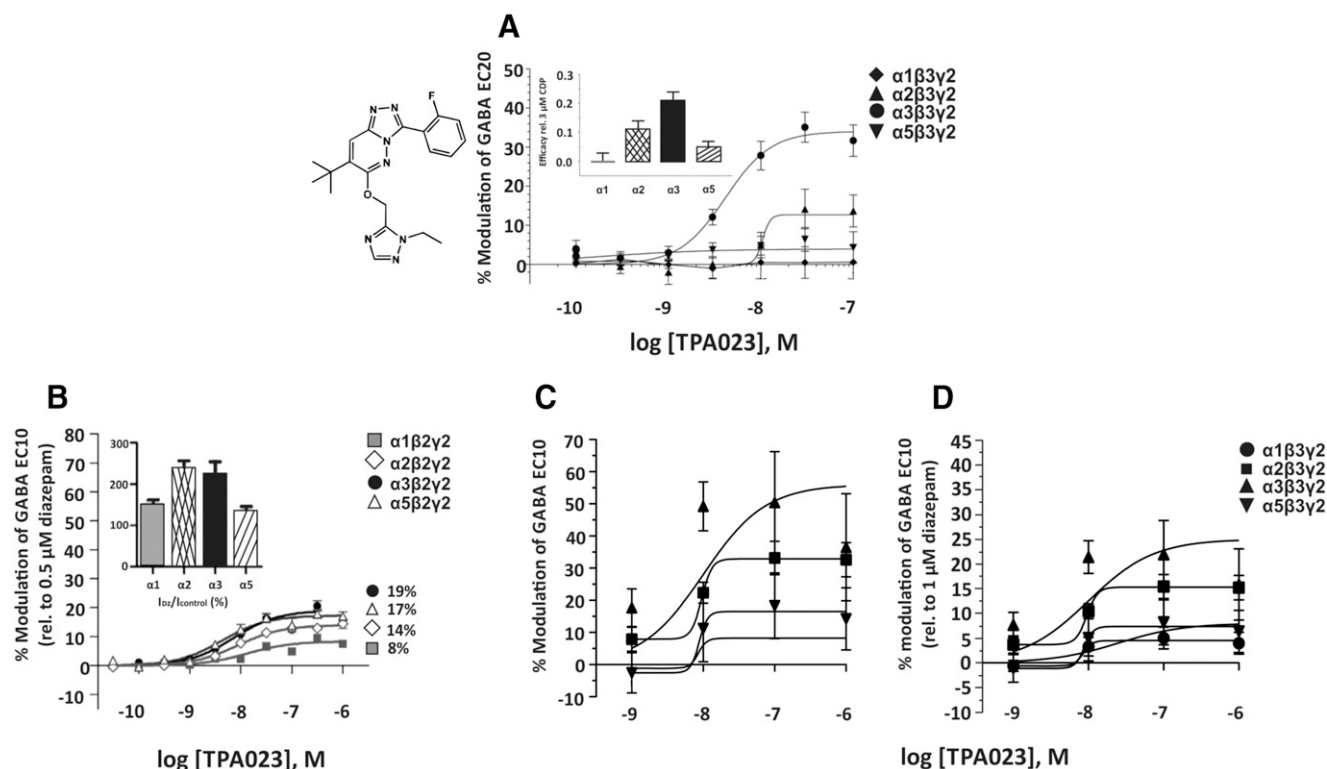 A
% Modulation of GABA EC20
50
40
30
20
10
0
-10
-9
-8
-7
log [TPA023], M
Efficacy rel. 3 µM CDP
0.3
0.2
0.1
0.0
α1
α2
α3
α5
α1β3γ2
α2β3γ2
α3β3γ2
α5β3γ2
N
N
N
N
F
O
N
N
N
B
% Modulation of GABA EC10
(rel. to 0.5 µM diazepam)
80
70
60
50
40
30
20
10
0
-10
-10
-9
-8
-7
-6
log [TPA023], M
300
200
100
0
α1
α2
α3
α5
IDZ/Icontrol (%)
α1β2γ2
α2β2γ2
α3β2γ2
α5β2γ2
19%
17%
14%
8%
C
% Modulation of GABA EC10
70
60
50
40
30
20
10
0
-10
-9
-8
-7
-6
D
% modulation of GABA EC10
(rel. to 1 µM diazepam)
45
40
35
30
25
20
15
10
5
0
-5
-10
-9
-8
-7
-6
log [TPA023], M
α1β3γ2
α2β3γ2
α3β3γ2
α5β3γ2